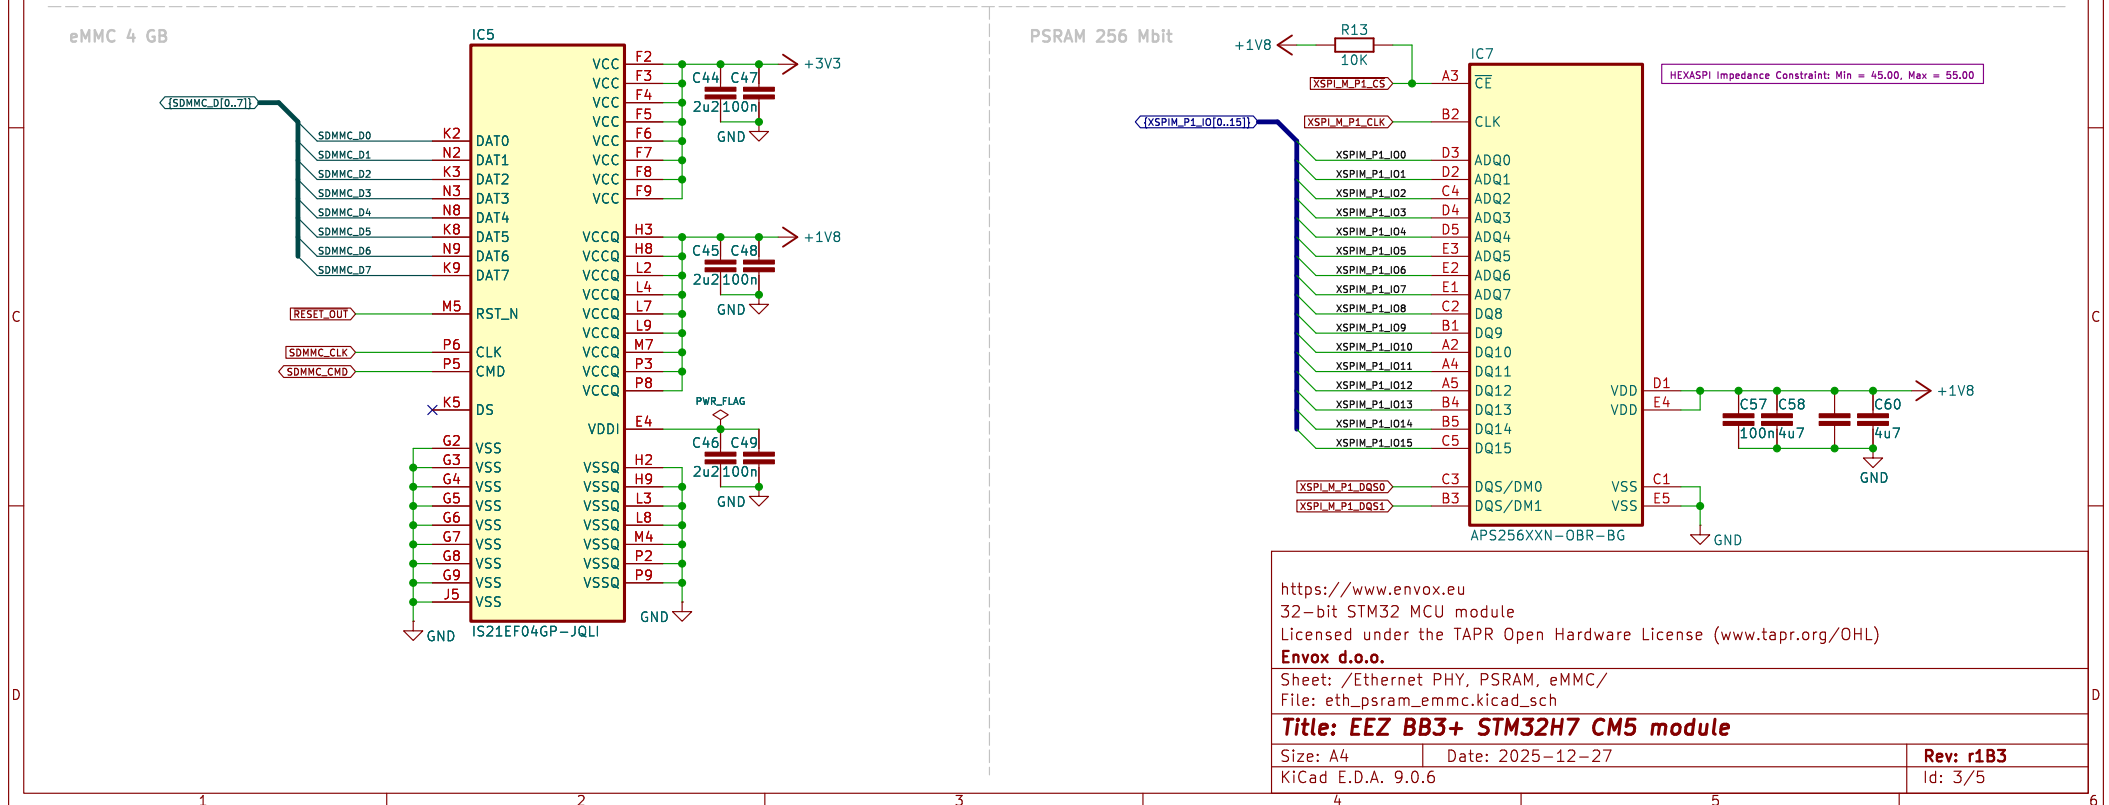 eMMC 4 GB
IC5
{SDMMC_D[0..7]}
SDMMC_D0 K2 DAT0
SDMMC_D1 N2 DAT1
SDMMC_D2 K3 DAT2
SDMMC_D3 N3 DAT3
SDMMC_D4 N8 DAT4
SDMMC_D5 K8 DAT5
SDMMC_D6 N9 DAT6
SDMMC_D7 K9 DAT7
RESET_OUT M5 RST_N
SDMMC_CLK P6 CLK
SDMMC_CMD P5 CMD
K5 DS
G2 VSS
G3 VSS
G4 VSS
G5 VSS
G6 VSS
G7 VSS
G8 VSS
G9 VSS
J5 VSS
GND
VCC F2
VCC F3
VCC F4
VCC F5
VCC F6
VCC F7
VCC F8
VCC F9
+3V3
C44 C47
2u2 100n
GND
VCCQ H3
VCCQ H8
VCCQ L2
VCCQ L4
VCCQ L7
VCCQ L9
VCCQ M7
VCCQ P3
VCCQ P8
+1V8
C45 C48
2u2 100n
GND
PWR_FLAG
VDDI E4
C46 C49
2u2 100n
GND
VSSQ H2
VSSQ H9
VSSQ L3
VSSQ L8
VSSQ M4
VSSQ P2
VSSQ P9
GND
IS21EF04GP-JQLI
PSRAM 256 Mbit
+1V8
R13
10K
IC7
HEXASPI Impedance Constraint: Min = 45.00, Max = 55.00
XSPI_M_P1_CS A3 CE
XSPI_M_P1_CLK B2 CLK
{XSPIM_P1_IO[0..15]}
XSPIM_P1_IO0 D3 ADQ0
XSPIM_P1_IO1 D2 ADQ1
XSPIM_P1_IO2 C4 ADQ2
XSPIM_P1_IO3 D4 ADQ3
XSPIM_P1_IO4 D5 ADQ4
XSPIM_P1_IO5 E3 ADQ5
XSPIM_P1_IO6 E2 ADQ6
XSPIM_P1_IO7 E1 ADQ7
XSPIM_P1_IO8 C2 DQ8
XSPIM_P1_IO9 B1 DQ9
XSPIM_P1_IO10 A2 DQ10
XSPIM_P1_IO11 A4 DQ11
XSPIM_P1_IO12 A5 DQ12
XSPIM_P1_IO13 B4 DQ13
XSPIM_P1_IO14 B5 DQ14
XSPIM_P1_IO15 C5 DQ15
XSPI_M_P1_DQS0 C3 DQS/DM0
XSPI_M_P1_DQS1 B3 DQS/DM1
VDD D1
VDD E4
+1V8
C57 C58 C60
100n 4u7 4u7
GND
VSS C1
VSS E5
GND
APS256XXN-OBR-BG
https://www.envox.eu
32-bit STM32 MCU module
Licensed under the TAPR Open Hardware License (www.tapr.org/OHL)
Envox d.o.o.
Sheet: /Ethernet PHY, PSRAM, eMMC/
File: eth_psram_emmc.kicad_sch
Title: EEZ BB3+ STM32H7 CM5 module
Size: A4 Date: 2025-12-27 Rev: r1B3
KiCad E.D.A. 9.0.6 Id: 3/5
C C
D D
1 2 3 4 5 6